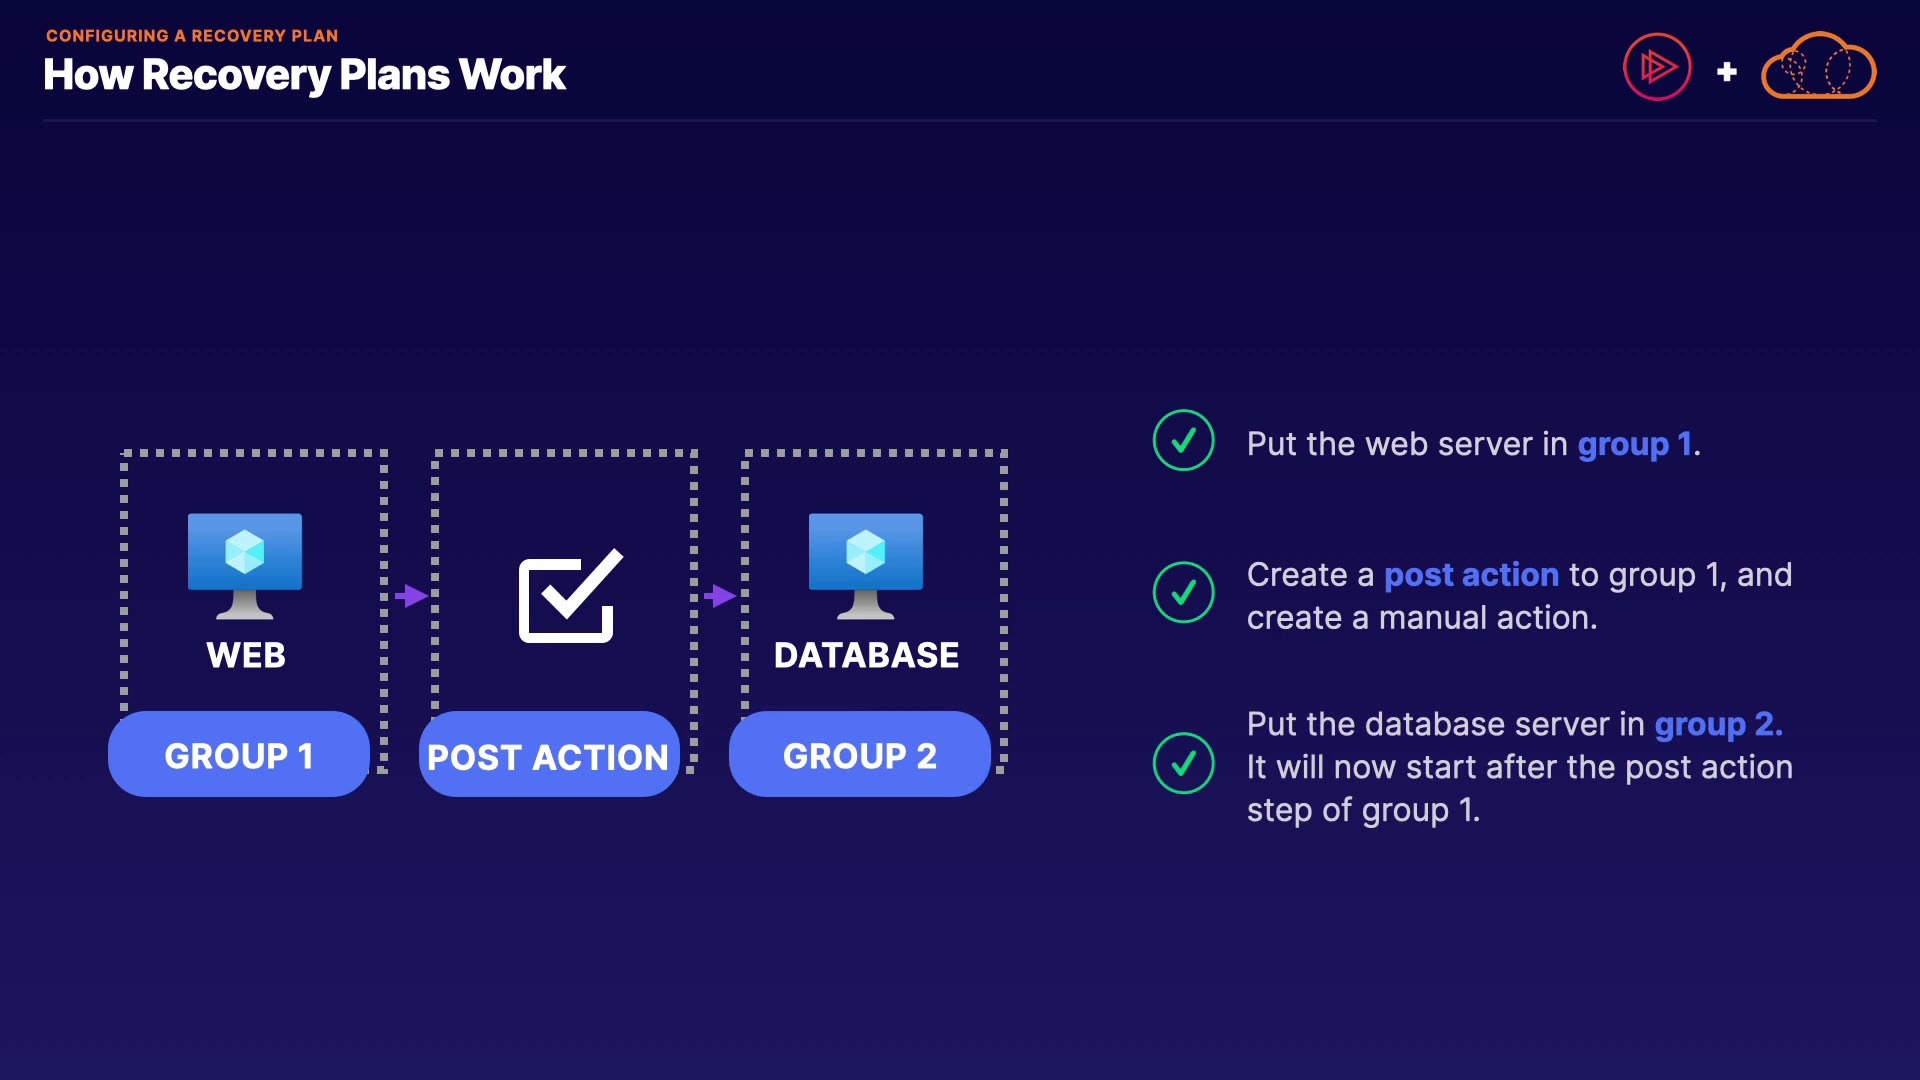 CONFIGURING A RECOVERY PLAN
How Recovery Plans Work
WEB
GROUP 1
POST ACTION
DATABASE
GROUP 2
Put the web server in group 1.
Create a post action to group 1, and
create a manual action.
Put the database server in group 2.
It will now start after the post action
step of group 1.